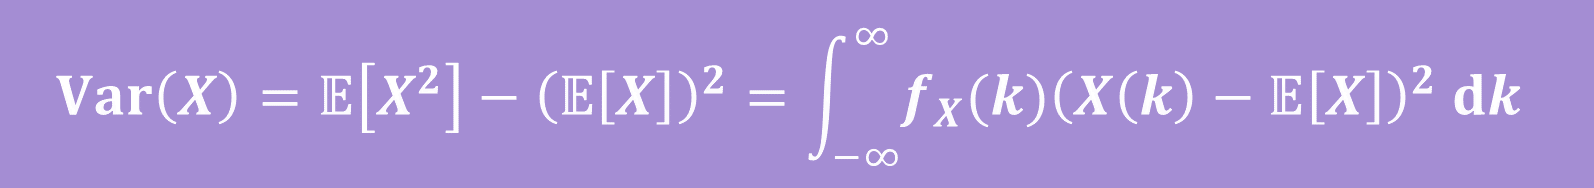 Var(X) = 𝔼[X²] − (𝔼[X])² = ∫_{−∞}^{∞} f_X(k)(X(k) − 𝔼[X])² dk